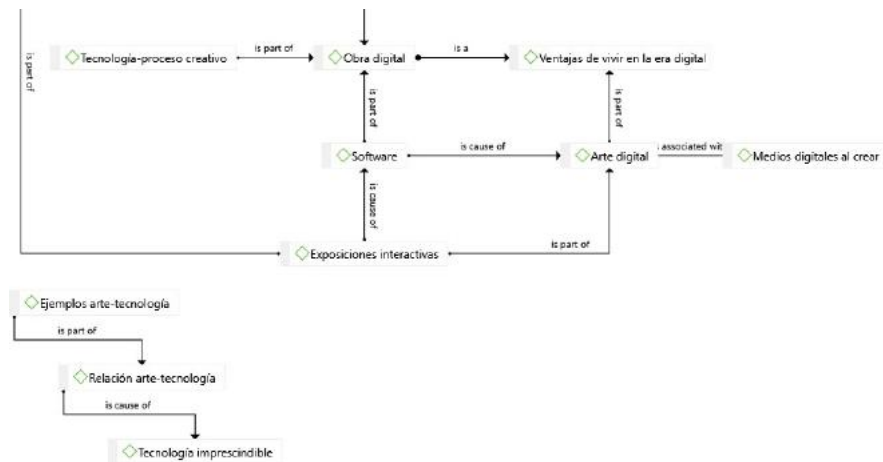 is part of
Tecnología-proceso creativo
is part of
Obra digital
is a
Ventajas de vivir en la era digital
is part of
is part of
Software
is cause of
Arte digital
s associated wit
Medios digitales al crear
is cause of
Exposiciones interactivas
is part of
Ejemplos arte-tecnología
is part of
Relación arte-tecnología
is cause of
Tecnología imprescindible